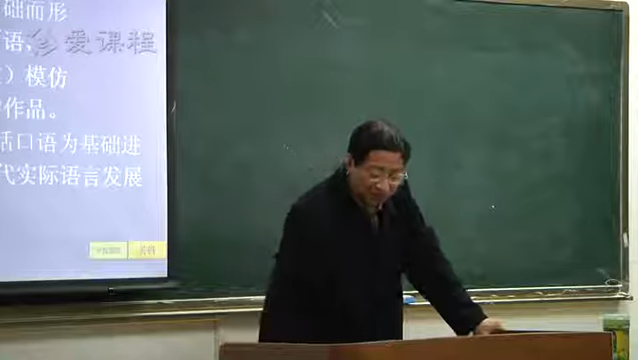 础而形
语、
爱课程
）模仿
作品。
话口语为基础进
代实际语言发展